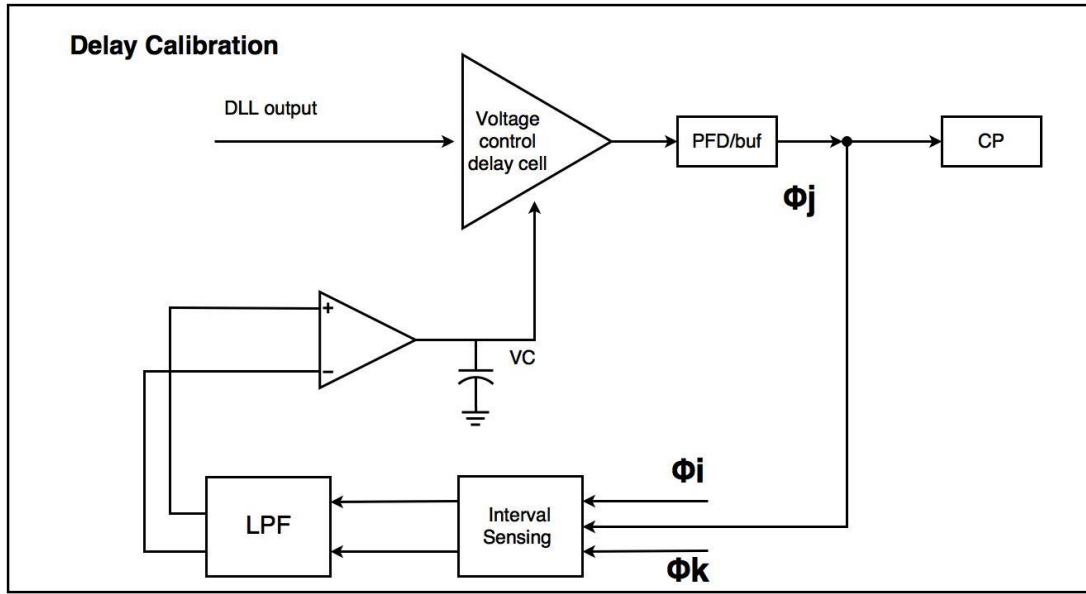 Delay Calibration
DLL output
Voltage
control
delay cell
PFD/buf
CP
Φj
+
−
VC
Φi
LPF
Interval
Sensing
Φk